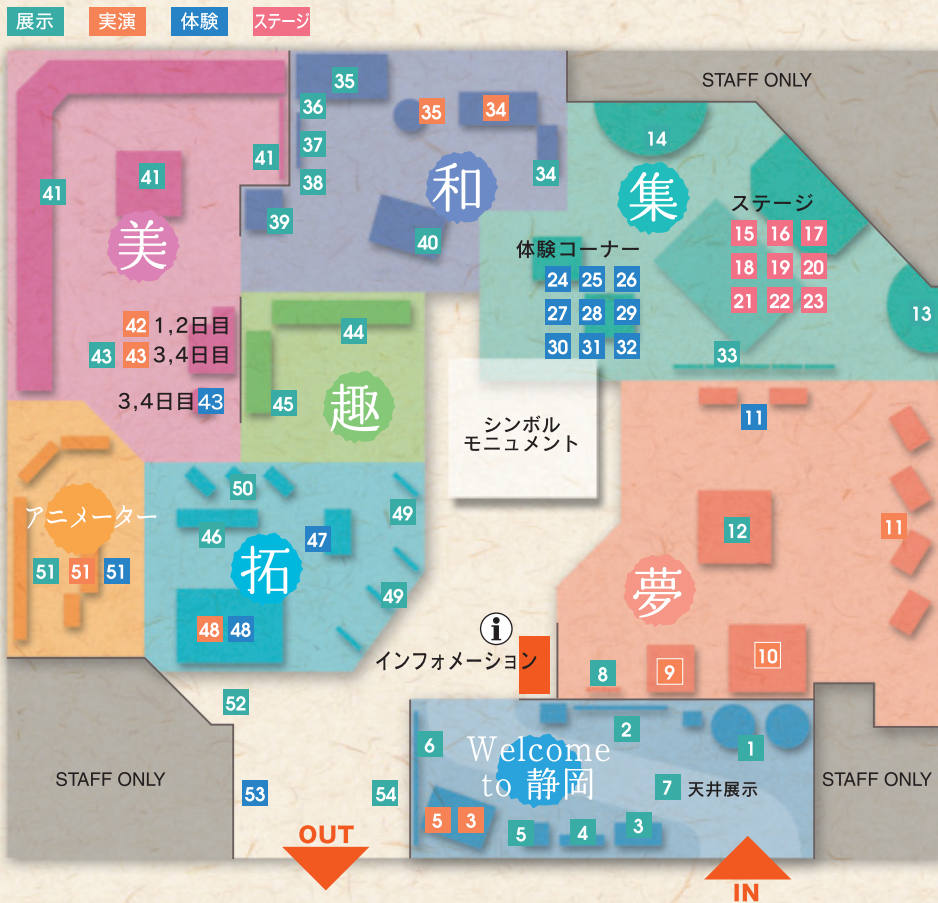 展示 実演 体験 ステージ
STAFF ONLY
35
36 35 34
37
38
34
41
41
41
39
40
和
美
14
集
ステージ
15 16 17
18 19 20
21 22 23
体験コーナー
24 25 26
27 28 29
30 31 32
33
13
42 1,2日目
43 43 3,4日目
3,4日目 43
44
45
趣
シンボル
モニュメント
11
12
11
夢
アニメーター
51 51 51
50
46
47
49
拓
49
48 48
i
インフォメーション
8
9
10
52
STAFF ONLY
53
54
OUT
6
2
1
Welcome
to 静岡
7 天井展示
5 3
5
4
3
STAFF ONLY
IN